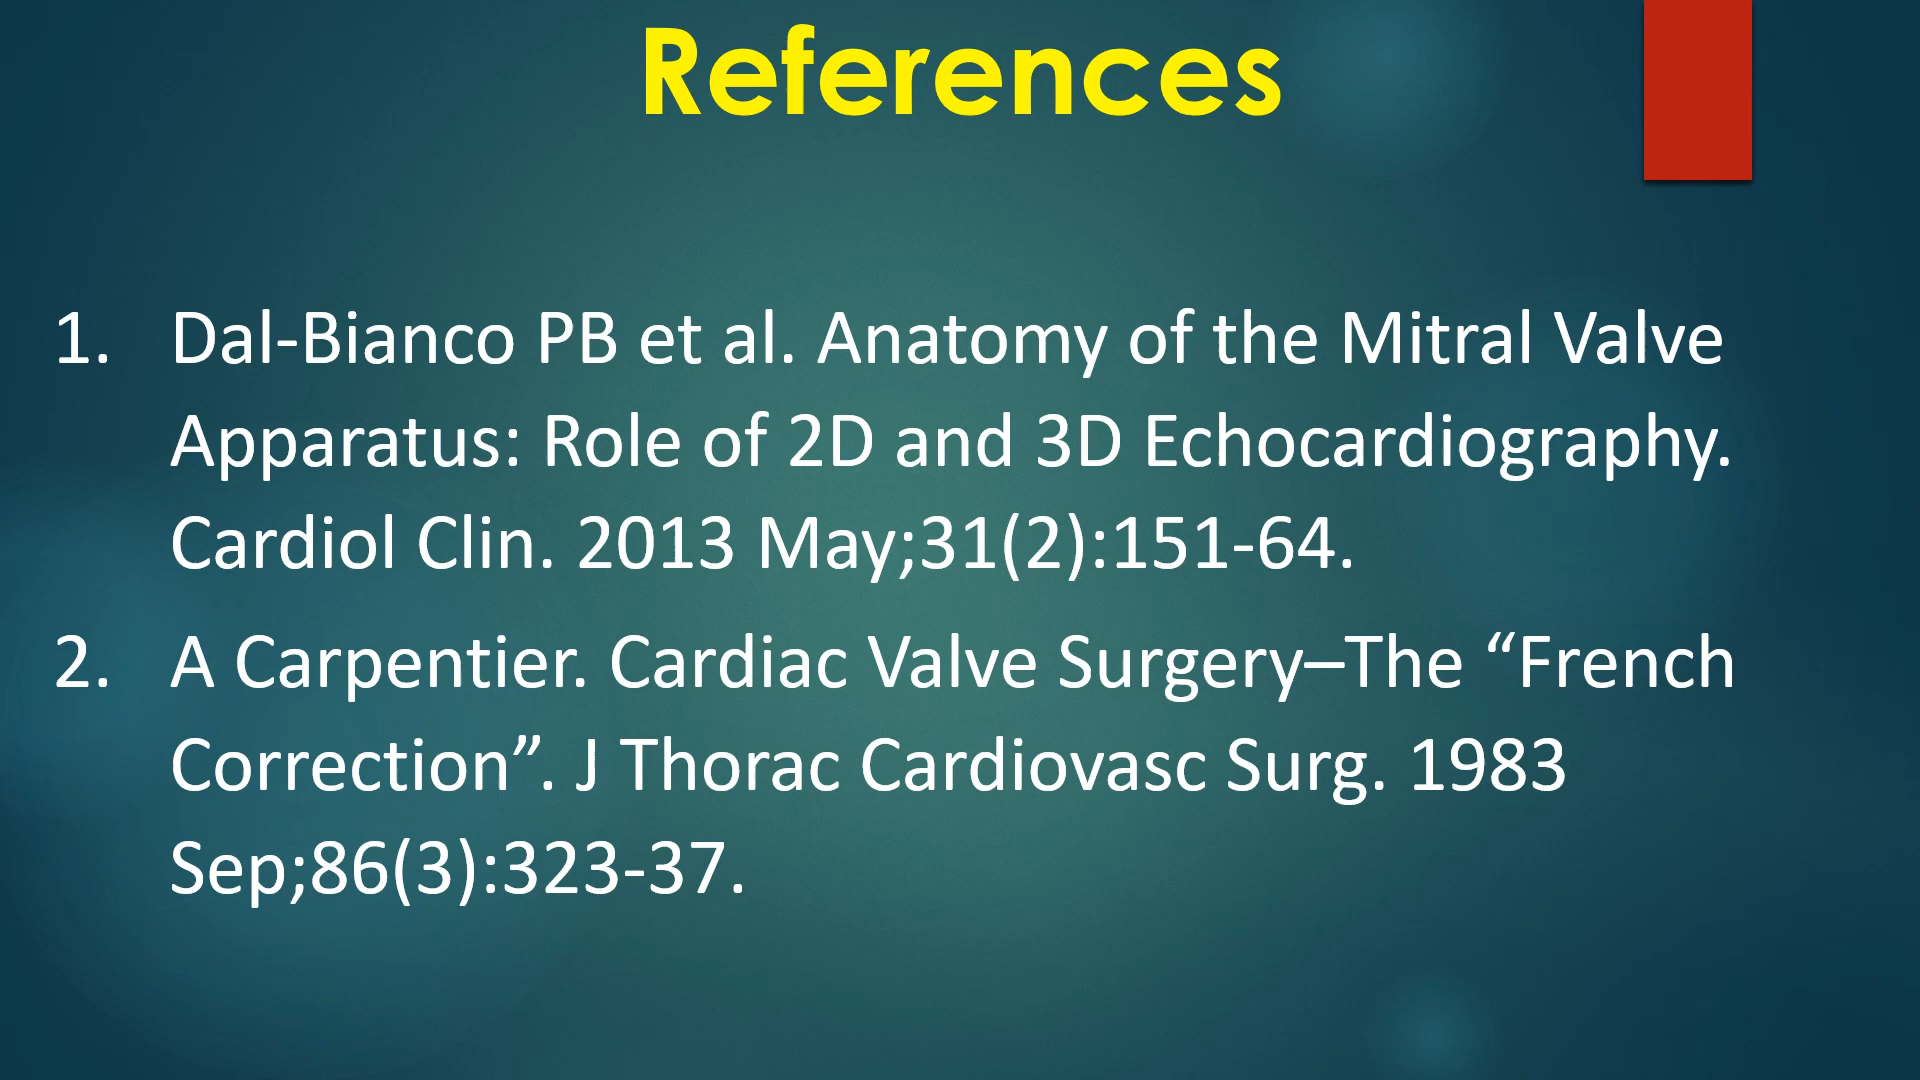 References
1. Dal-Bianco PB et al. Anatomy of the Mitral Valve
Apparatus: Role of 2D and 3D Echocardiography.
Cardiol Clin. 2013 May;31(2):151-64.
2. A Carpentier. Cardiac Valve Surgery–The “French
Correction”. J Thorac Cardiovasc Surg. 1983
Sep;86(3):323-37.